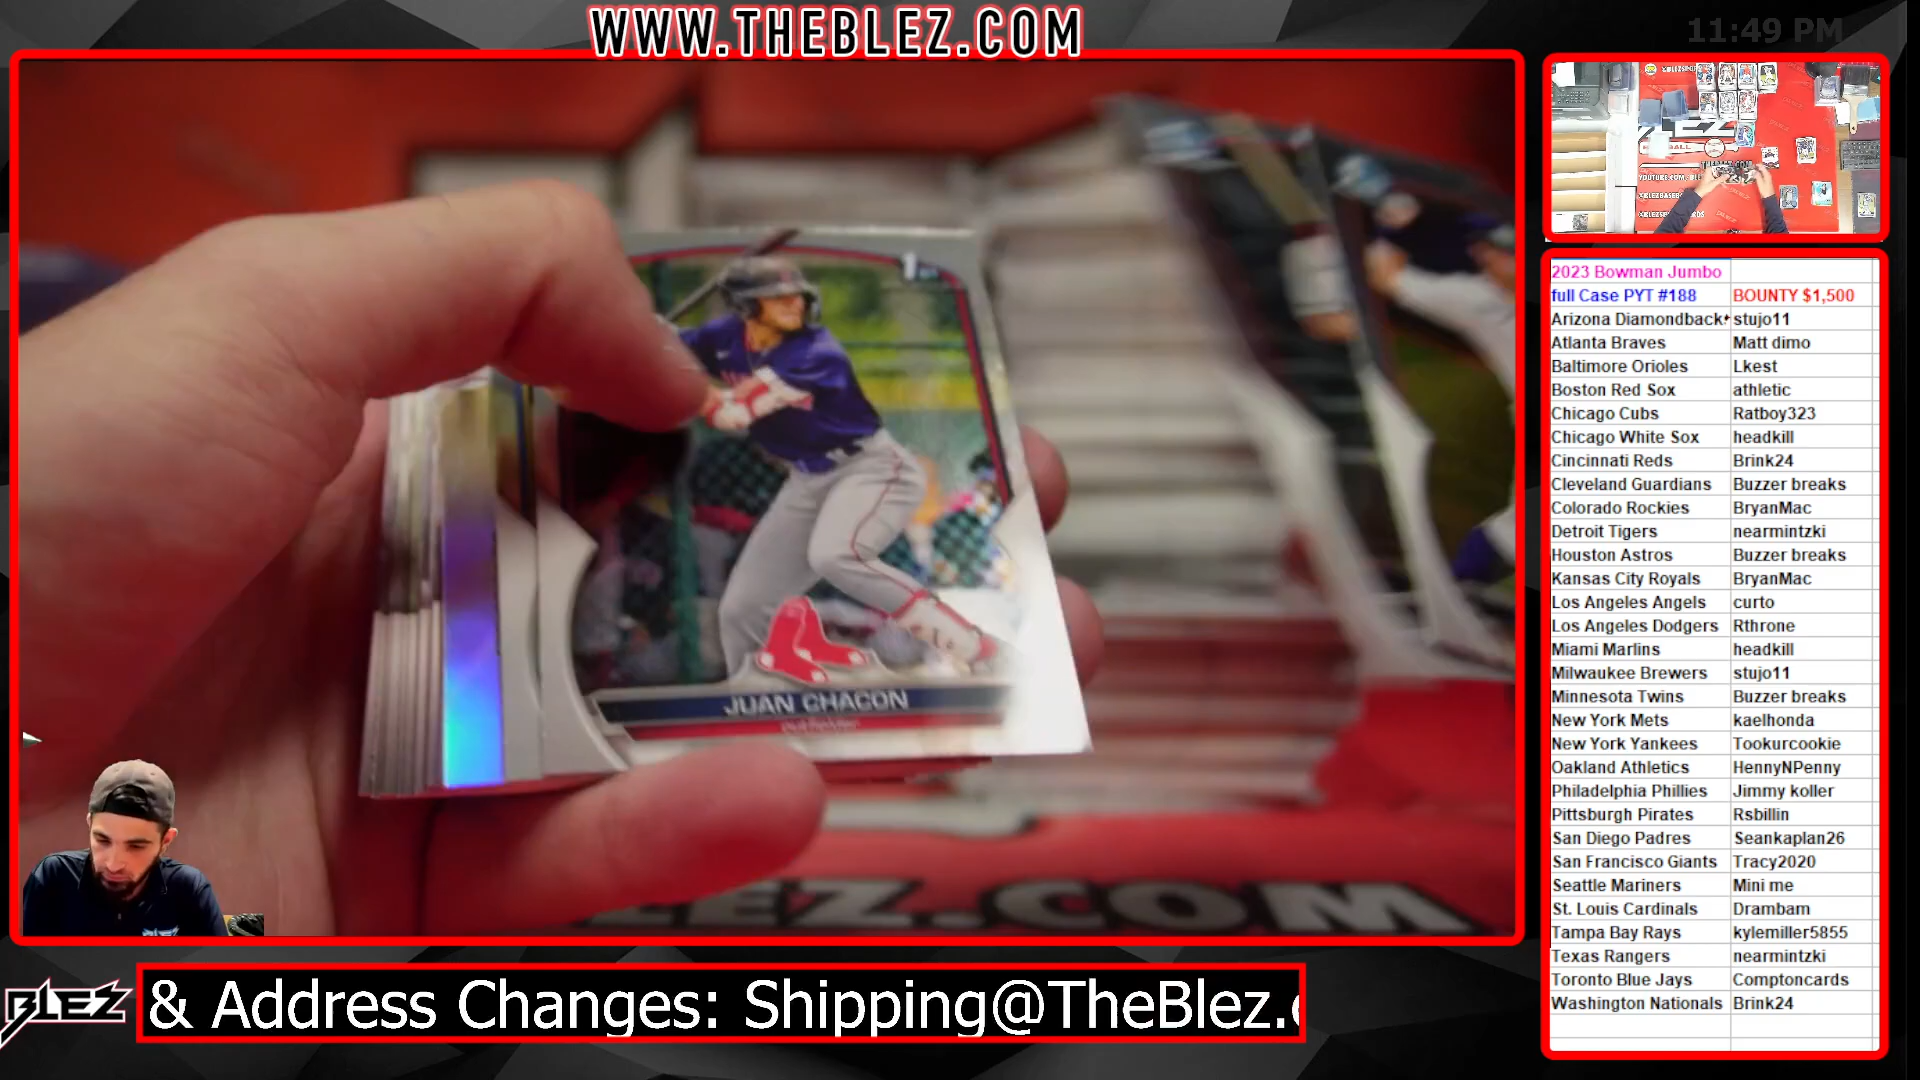 WWW.THEBLEZ.COM
11:49 PM
1st
JUAN CHACON
EZ.COM
BLEZ
& Address Changes: Shipping@TheBlez.c
2023 Bowman Jumbo
full Case PYT #188 BOUNTY $1,500
Arizona Diamondback stujo11
Atlanta Braves Matt dimo
Baltimore Orioles Lkest
Boston Red Sox athletic
Chicago Cubs Ratboy323
Chicago White Sox headkill
Cincinnati Reds Brink24
Cleveland Guardians Buzzer breaks
Colorado Rockies BryanMac
Detroit Tigers nearmintzki
Houston Astros Buzzer breaks
Kansas City Royals BryanMac
Los Angeles Angels curto
Los Angeles Dodgers Rthrone
Miami Marlins headkill
Milwaukee Brewers stujo11
Minnesota Twins Buzzer breaks
New York Mets kaelhonda
New York Yankees Tookurcookie
Oakland Athletics HennyNPenny
Philadelphia Phillies Jimmy koller
Pittsburgh Pirates Rsbillin
San Diego Padres Seankaplan26
San Francisco Giants Tracy2020
Seattle Mariners Mini me
St. Louis Cardinals Drambam
Tampa Bay Rays kylemiller5855
Texas Rangers nearmintzki
Toronto Blue Jays Comptoncards
Washington Nationals Brink24